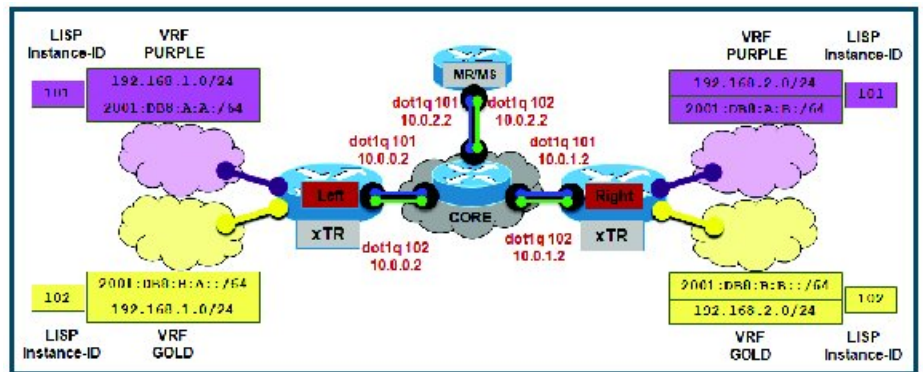 LISP
Instance-ID
VRF
PURPLE
101
192.168.1.0/24
2001:DB8:A:A::/64
MR/MS
VRF
PURPLE
LISP
Instance-ID
192.168.2.0/24
2001:DB8:A:B::/64
101
dot1q 101
10.0.2.2
dot1q 102
10.0.2.2
dot1q 101
10.0.0.2
dot1q 101
10.0.1.2
Left
xTR
CORE
Right
xTR
dot1q 102
10.0.0.2
dot1q 102
10.0.1.2
102
2001:DB8:B:A::/64
192.168.1.0/24
LISP
Instance-ID
VRF
GOLD
2001:DB8:B:B::/64
192.168.2.0/24
102
VRF
GOLD
LISP
Instance-ID